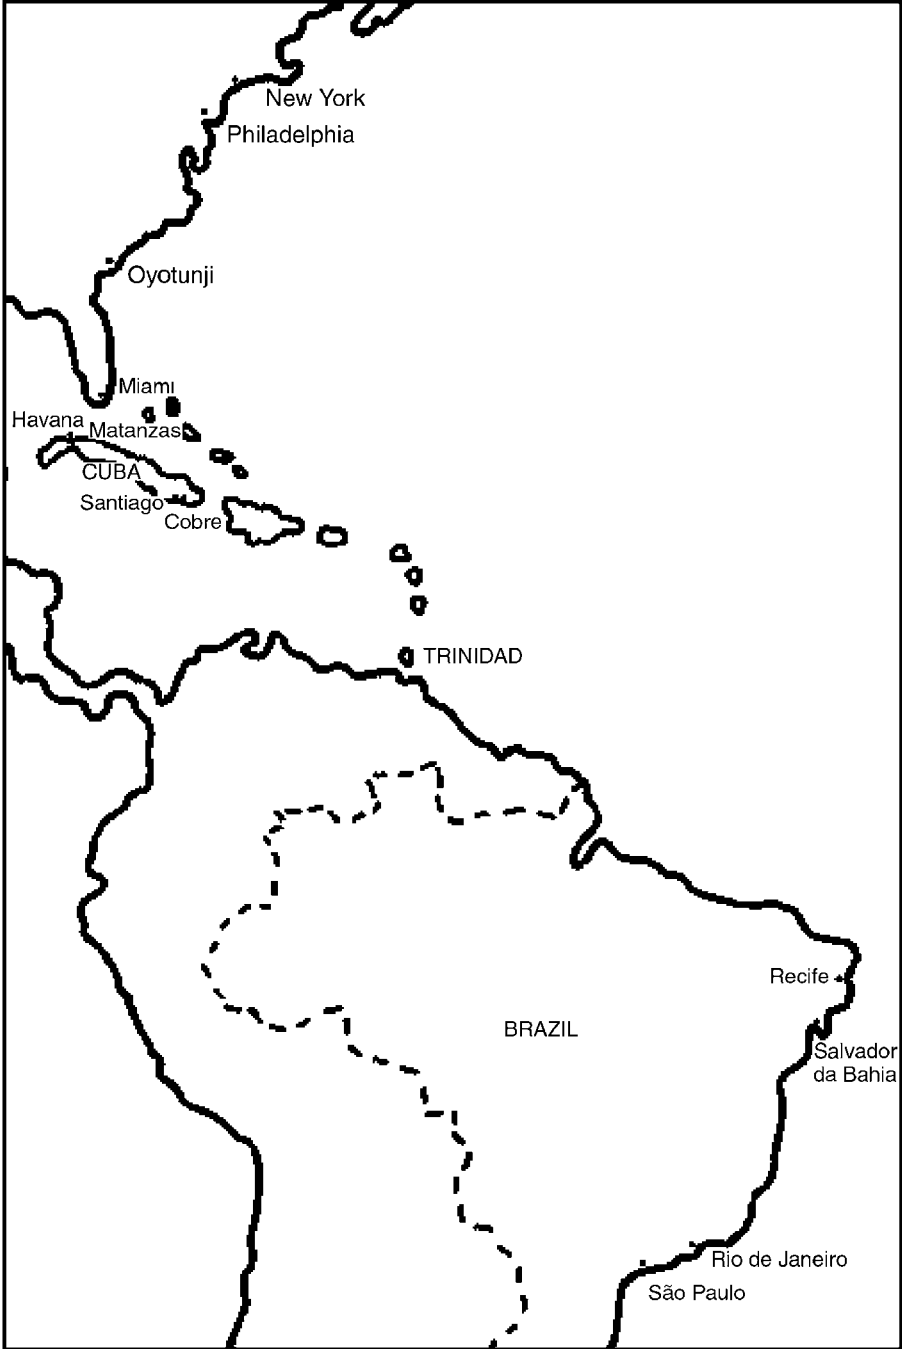 New York
Philadelphia
Oyotunji
Miami
Havana
Matanzas
CUBA
Santiago
Cobre
TRINIDAD
Recife
BRAZIL
Salvador
da Bahia
Rio de Janeiro
São Paulo